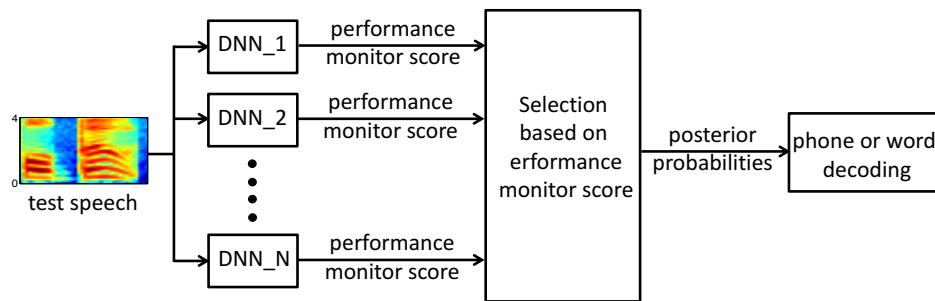 DNN_1
performance
monitor score
DNN_2
performance
monitor score
DNN_N
performance
monitor score
4
0
test speech
Selection
based on
erformance
monitor score
posterior
probabilities
phone or word
decoding